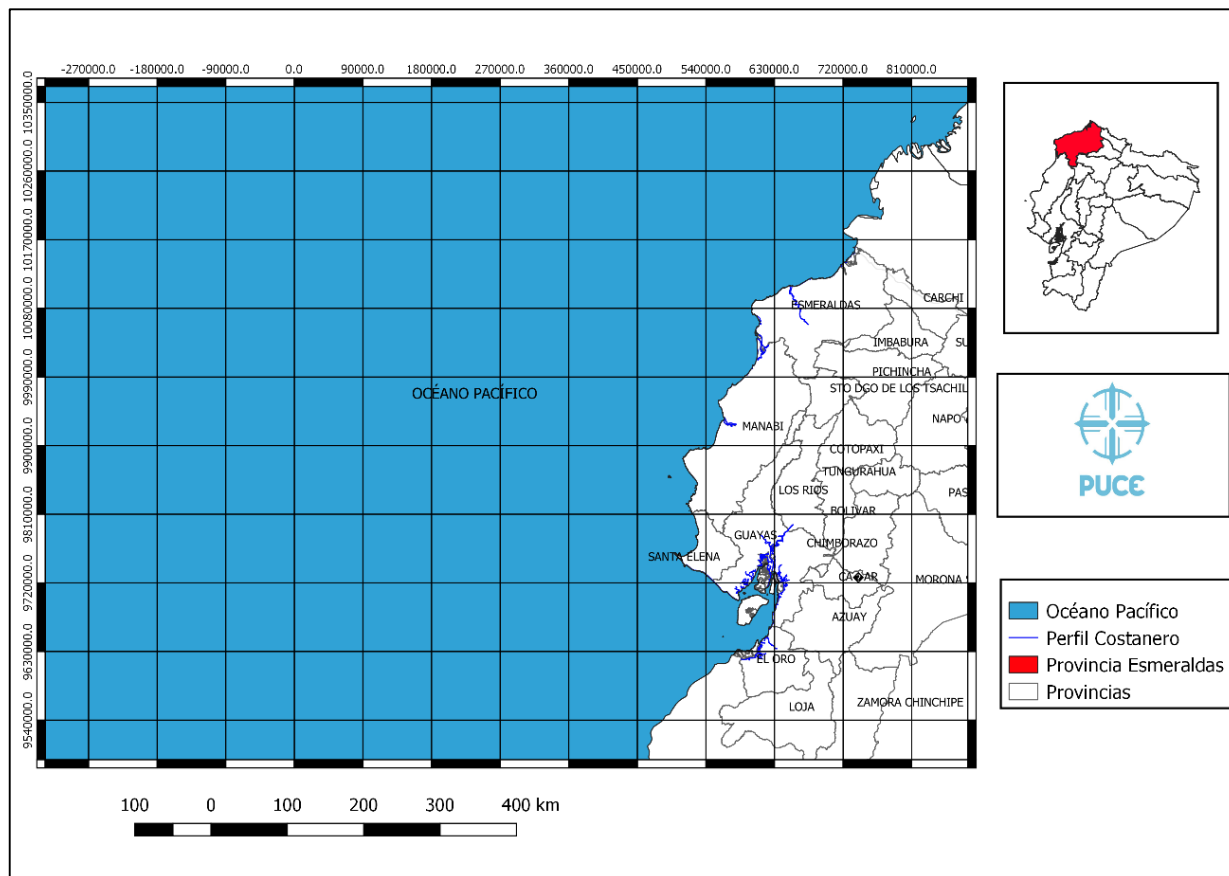 -270000.0 -180000.0 -90000.0 0.0 90000.0 180000.0 270000.0 360000.0 450000.0 540000.0 630000.0 720000.0 810000.0
10350000.0
10260000.0
10170000.0
10080000.0
9990000.0
9900000.0
9810000.0
9720000.0
9630000.0
9540000.0
ESMERALDAS
CARCHI
IMBABURA
SU
PICHINCHA
STO DGO DE LOS TSACHIL
OCÉANO PACÍFICO
MANABI
NAPO
COTOPAXI
TUNGURAHUA
LOS RIOS
PAS
BOLIVAR
GUAYAS
CHIMBORAZO
SANTA ELENA
CA�AR
MORONA S
AZUAY
EL ORO
LOJA
ZAMORA CHINCHIPE
100 0 100 200 300 400 km
PUCE
Océano Pacífico
Perfil Costanero
Provincia Esmeraldas
Provincias